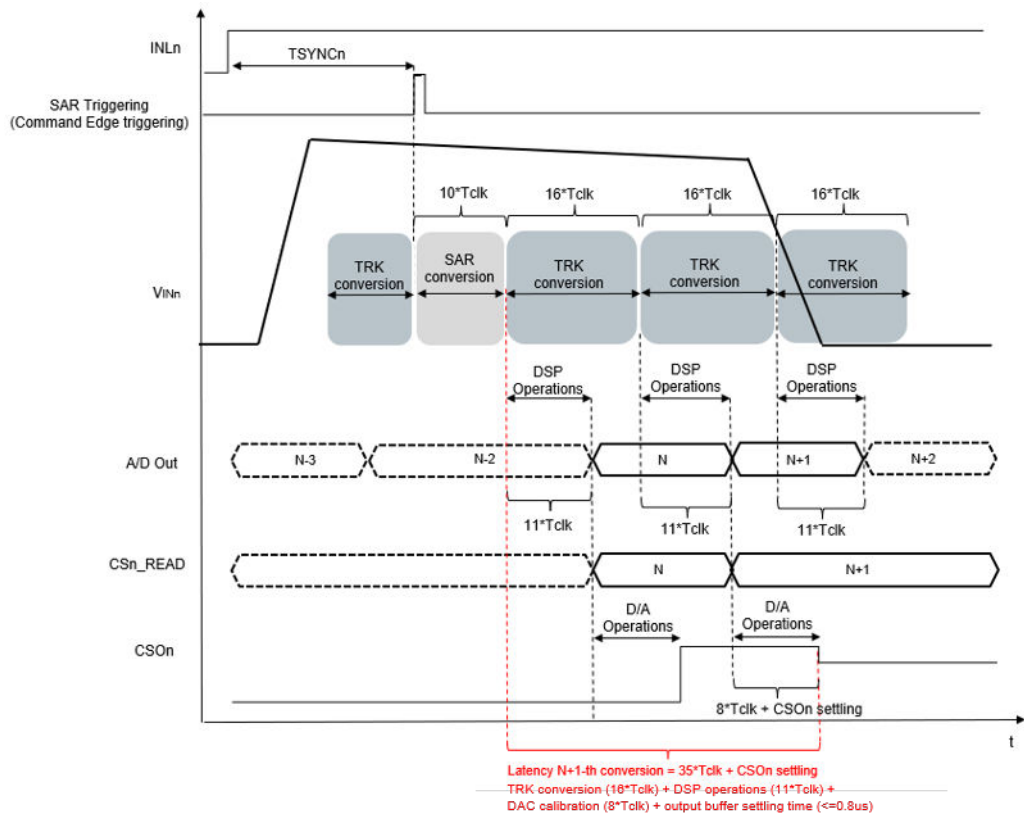 INLn
TSYNCn
SAR Triggering
(Command Edge triggering)
10*Tclk
16*Tclk
16*Tclk
16*Tclk
VINn
TRK
conversion
SAR
conversion
TRK
conversion
TRK
conversion
TRK
conversion
DSP
Operations
DSP
Operations
DSP
Operations
A/D Out
N-3
N-2
N
N+1
N+2
11*Tclk
11*Tclk
11*Tclk
CSn_READ
N
N+1
D/A
Operations
D/A
Operations
CSOn
8*Tclk + CSOn settling
t
Latency N+1-th conversion = 35*Tclk + CSOn settling
TRK conversion (16*Tclk) + DSP operations (11*Tclk) +
DAC calibration (8*Tclk) + output buffer settling time (<=0.8us)